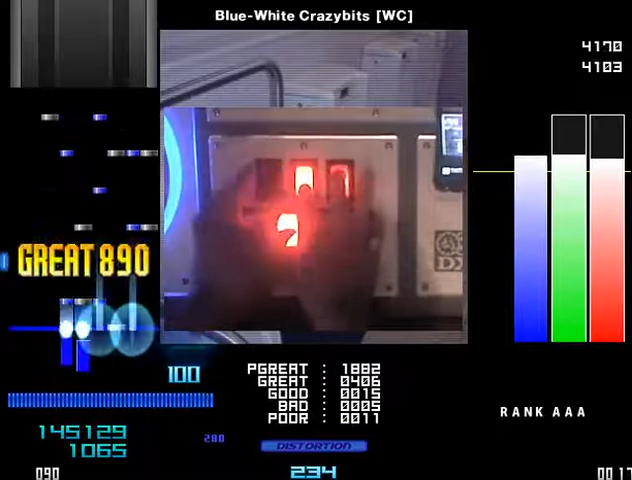 Blue-White Crazybits [WC]
4170
4103
GREAT 890
100
PGREAT : 1882
GREAT : 0406
GOOD : 0015
BAD : 0005
POOR : 0011
RANK AAA
145129
1065
280
DISTORTION
090
234
00 17